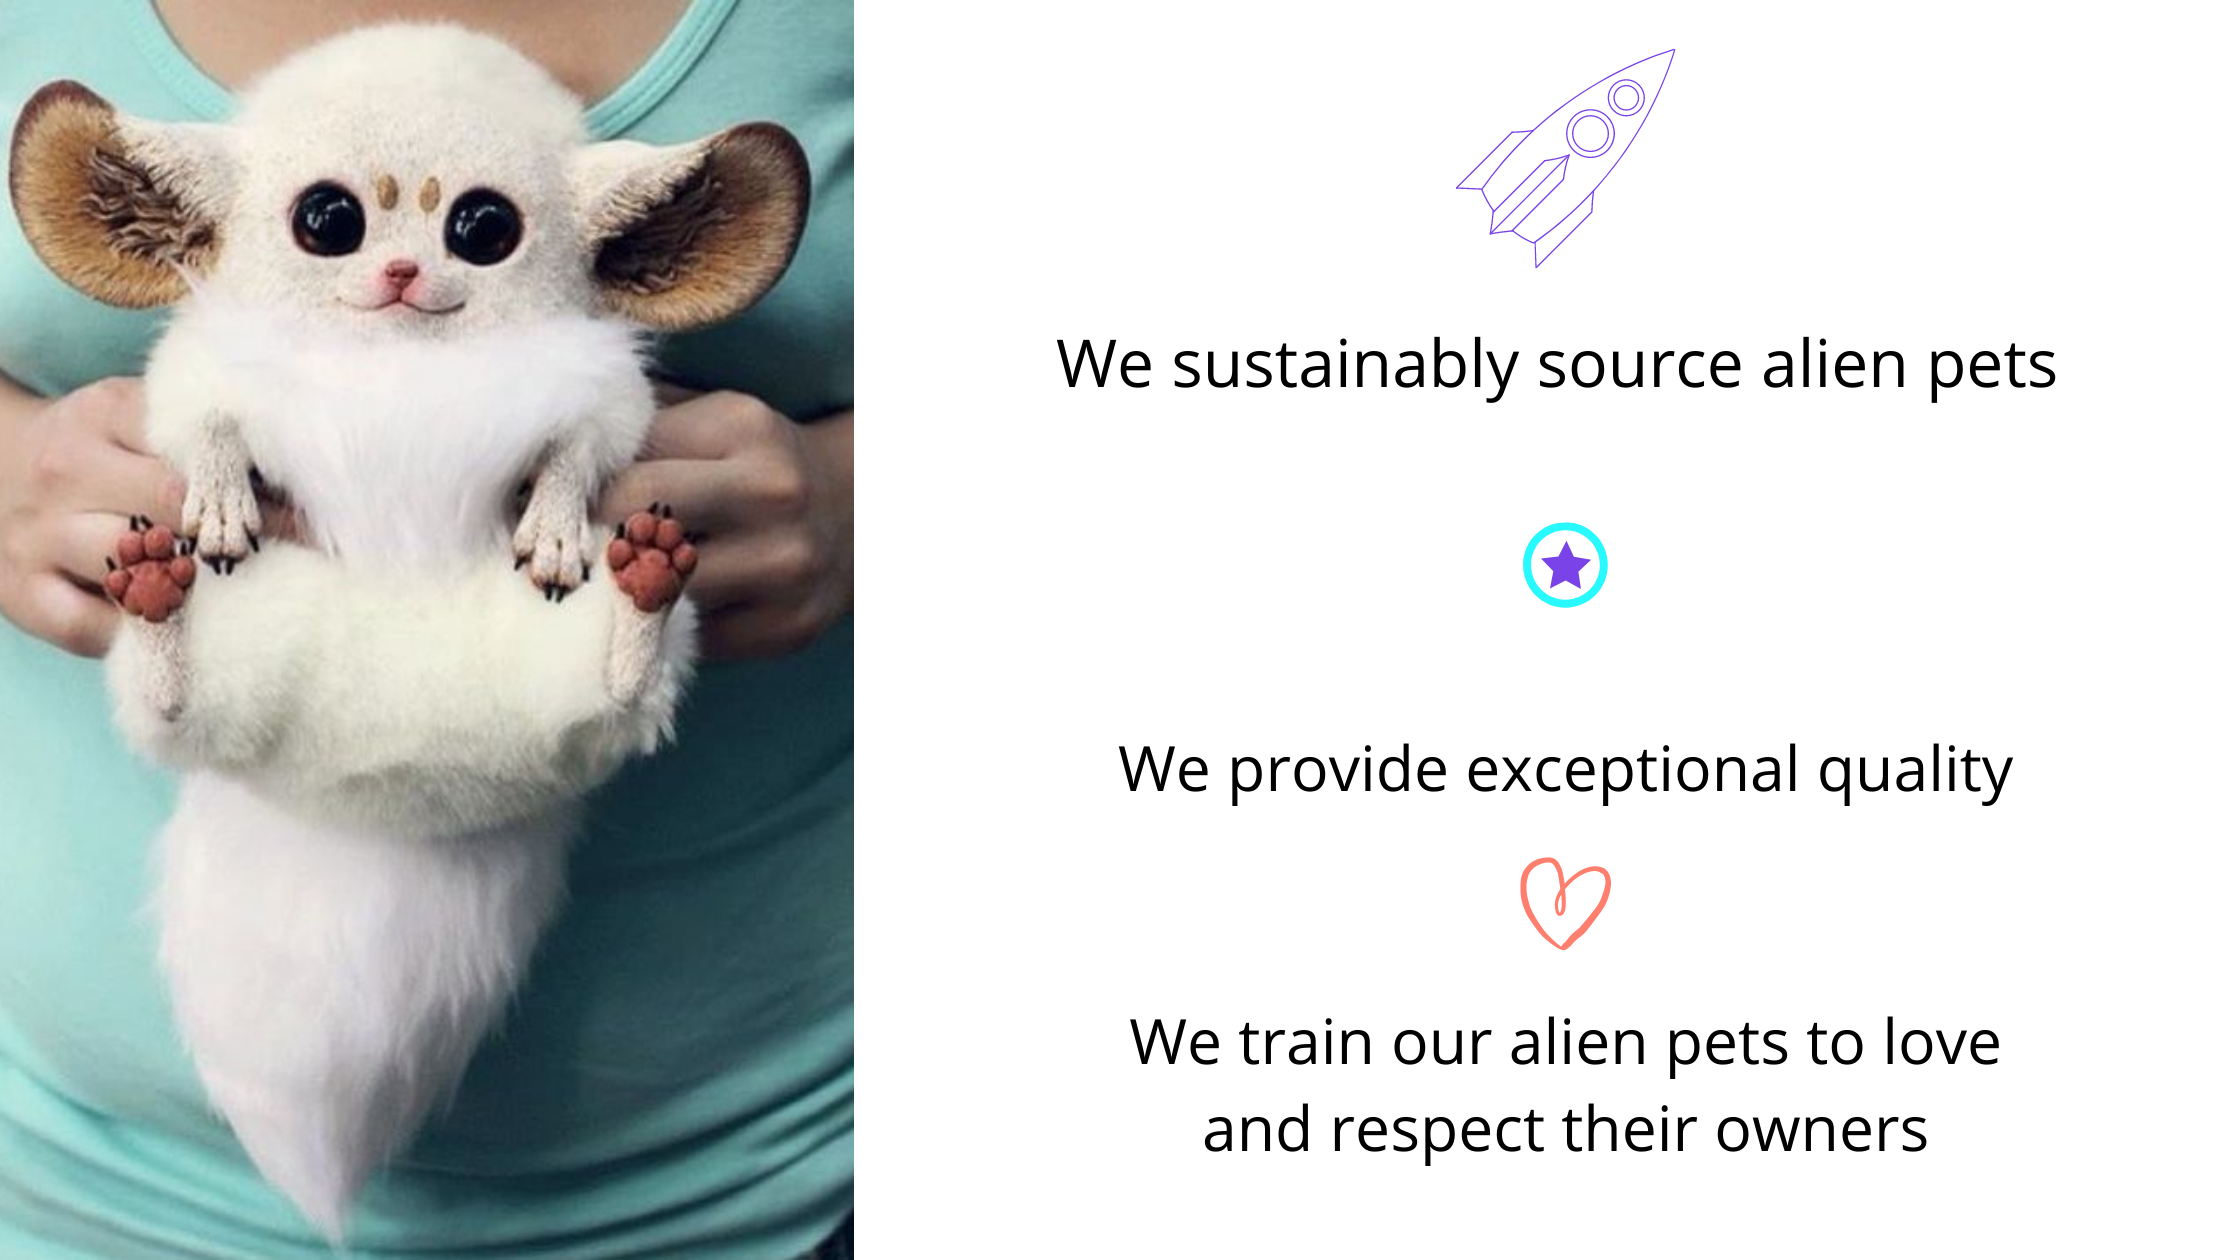 We sustainably source alien pets
We provide exceptional quality
We train our alien pets to love
and respect their owners